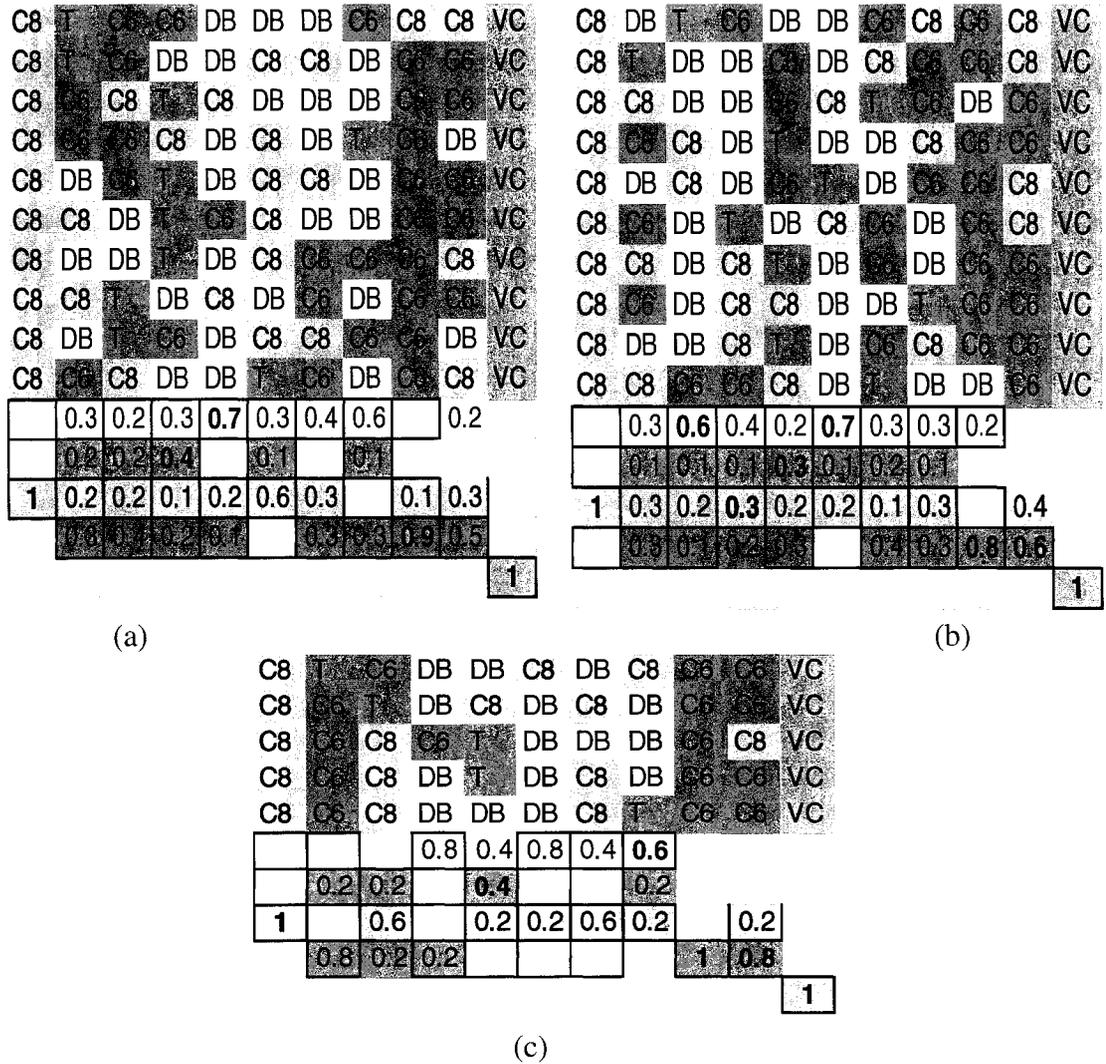 C8 T C6 C6 DB DB DB C6 C8 C8 VC
C8 T C6 DB DB C8 C8 DB C6 C6 VC
C8 C6 C8 T C8 DB DB DB C6 C6 VC
C8 C6 C6 C8 DB C8 DB T C6 DB VC
C8 DB C6 T DB C8 C8 DB C6 C6 VC
C8 C8 DB T C6 C8 DB DB C6 C6 VC
C8 DB DB T DB C8 C6 C6 C6 C8 VC
C8 C8 T DB C8 DB C6 DB C6 C6 VC
C8 DB T C6 DB C8 C8 C6 C6 DB VC
C8 C6 C8 DB DB T C6 DB C6 C8 VC
0.3 0.2 0.3 0.7 0.3 0.4 0.6 0.2
0.2 0.2 0.4 0.1 0.1
1 0.2 0.2 0.1 0.2 0.6 0.3 0.1 0.3
0.3 0.4 0.2 0.1 0.3 0.3 0.9 0.5
1
(a)
C8 DB T C6 DB DB C6 C8 C6 C8 VC
C8 T DB DB C6 DB C8 C6 C6 C8 VC
C8 C8 DB DB C6 C8 T C6 DB C6 VC
C8 C6 C8 DB T DB DB C8 C6 C6 VC
C8 DB C8 DB C6 T DB C6 C6 C8 VC
C8 C6 DB T DB C8 C6 DB C6 C8 VC
C8 C8 DB C8 T DB C6 DB C6 C6 VC
C8 C6 DB C8 C8 DB DB T C6 C6 VC
C8 DB DB C8 T DB C6 C8 C6 C6 VC
C8 C8 C6 C6 C8 DB T DB DB C6 VC
0.3 0.6 0.4 0.2 0.7 0.3 0.3 0.2
0.1 0.1 0.1 0.3 0.1 0.2 0.1
1 0.3 0.2 0.3 0.2 0.2 0.1 0.3 0.4
0.3 0.1 0.2 0.3 0.4 0.3 0.8 0.6
1
(b)
C8 T C6 DB DB C8 DB C8 C6 C6 VC
C8 C6 T DB C8 DB C8 DB C6 C6 VC
C8 C6 C8 C6 T DB DB DB C6 C8 VC
C8 C6 C8 DB T DB C8 DB C6 C6 VC
C8 C6 C8 DB DB DB C8 T C6 C6 VC
0.8 0.4 0.8 0.4 0.6
0.2 0.2 0.4 0.2
1 0.6 0.2 0.2 0.6 0.2 0.2
0.8 0.2 0.2 1 0.8
1
(c)